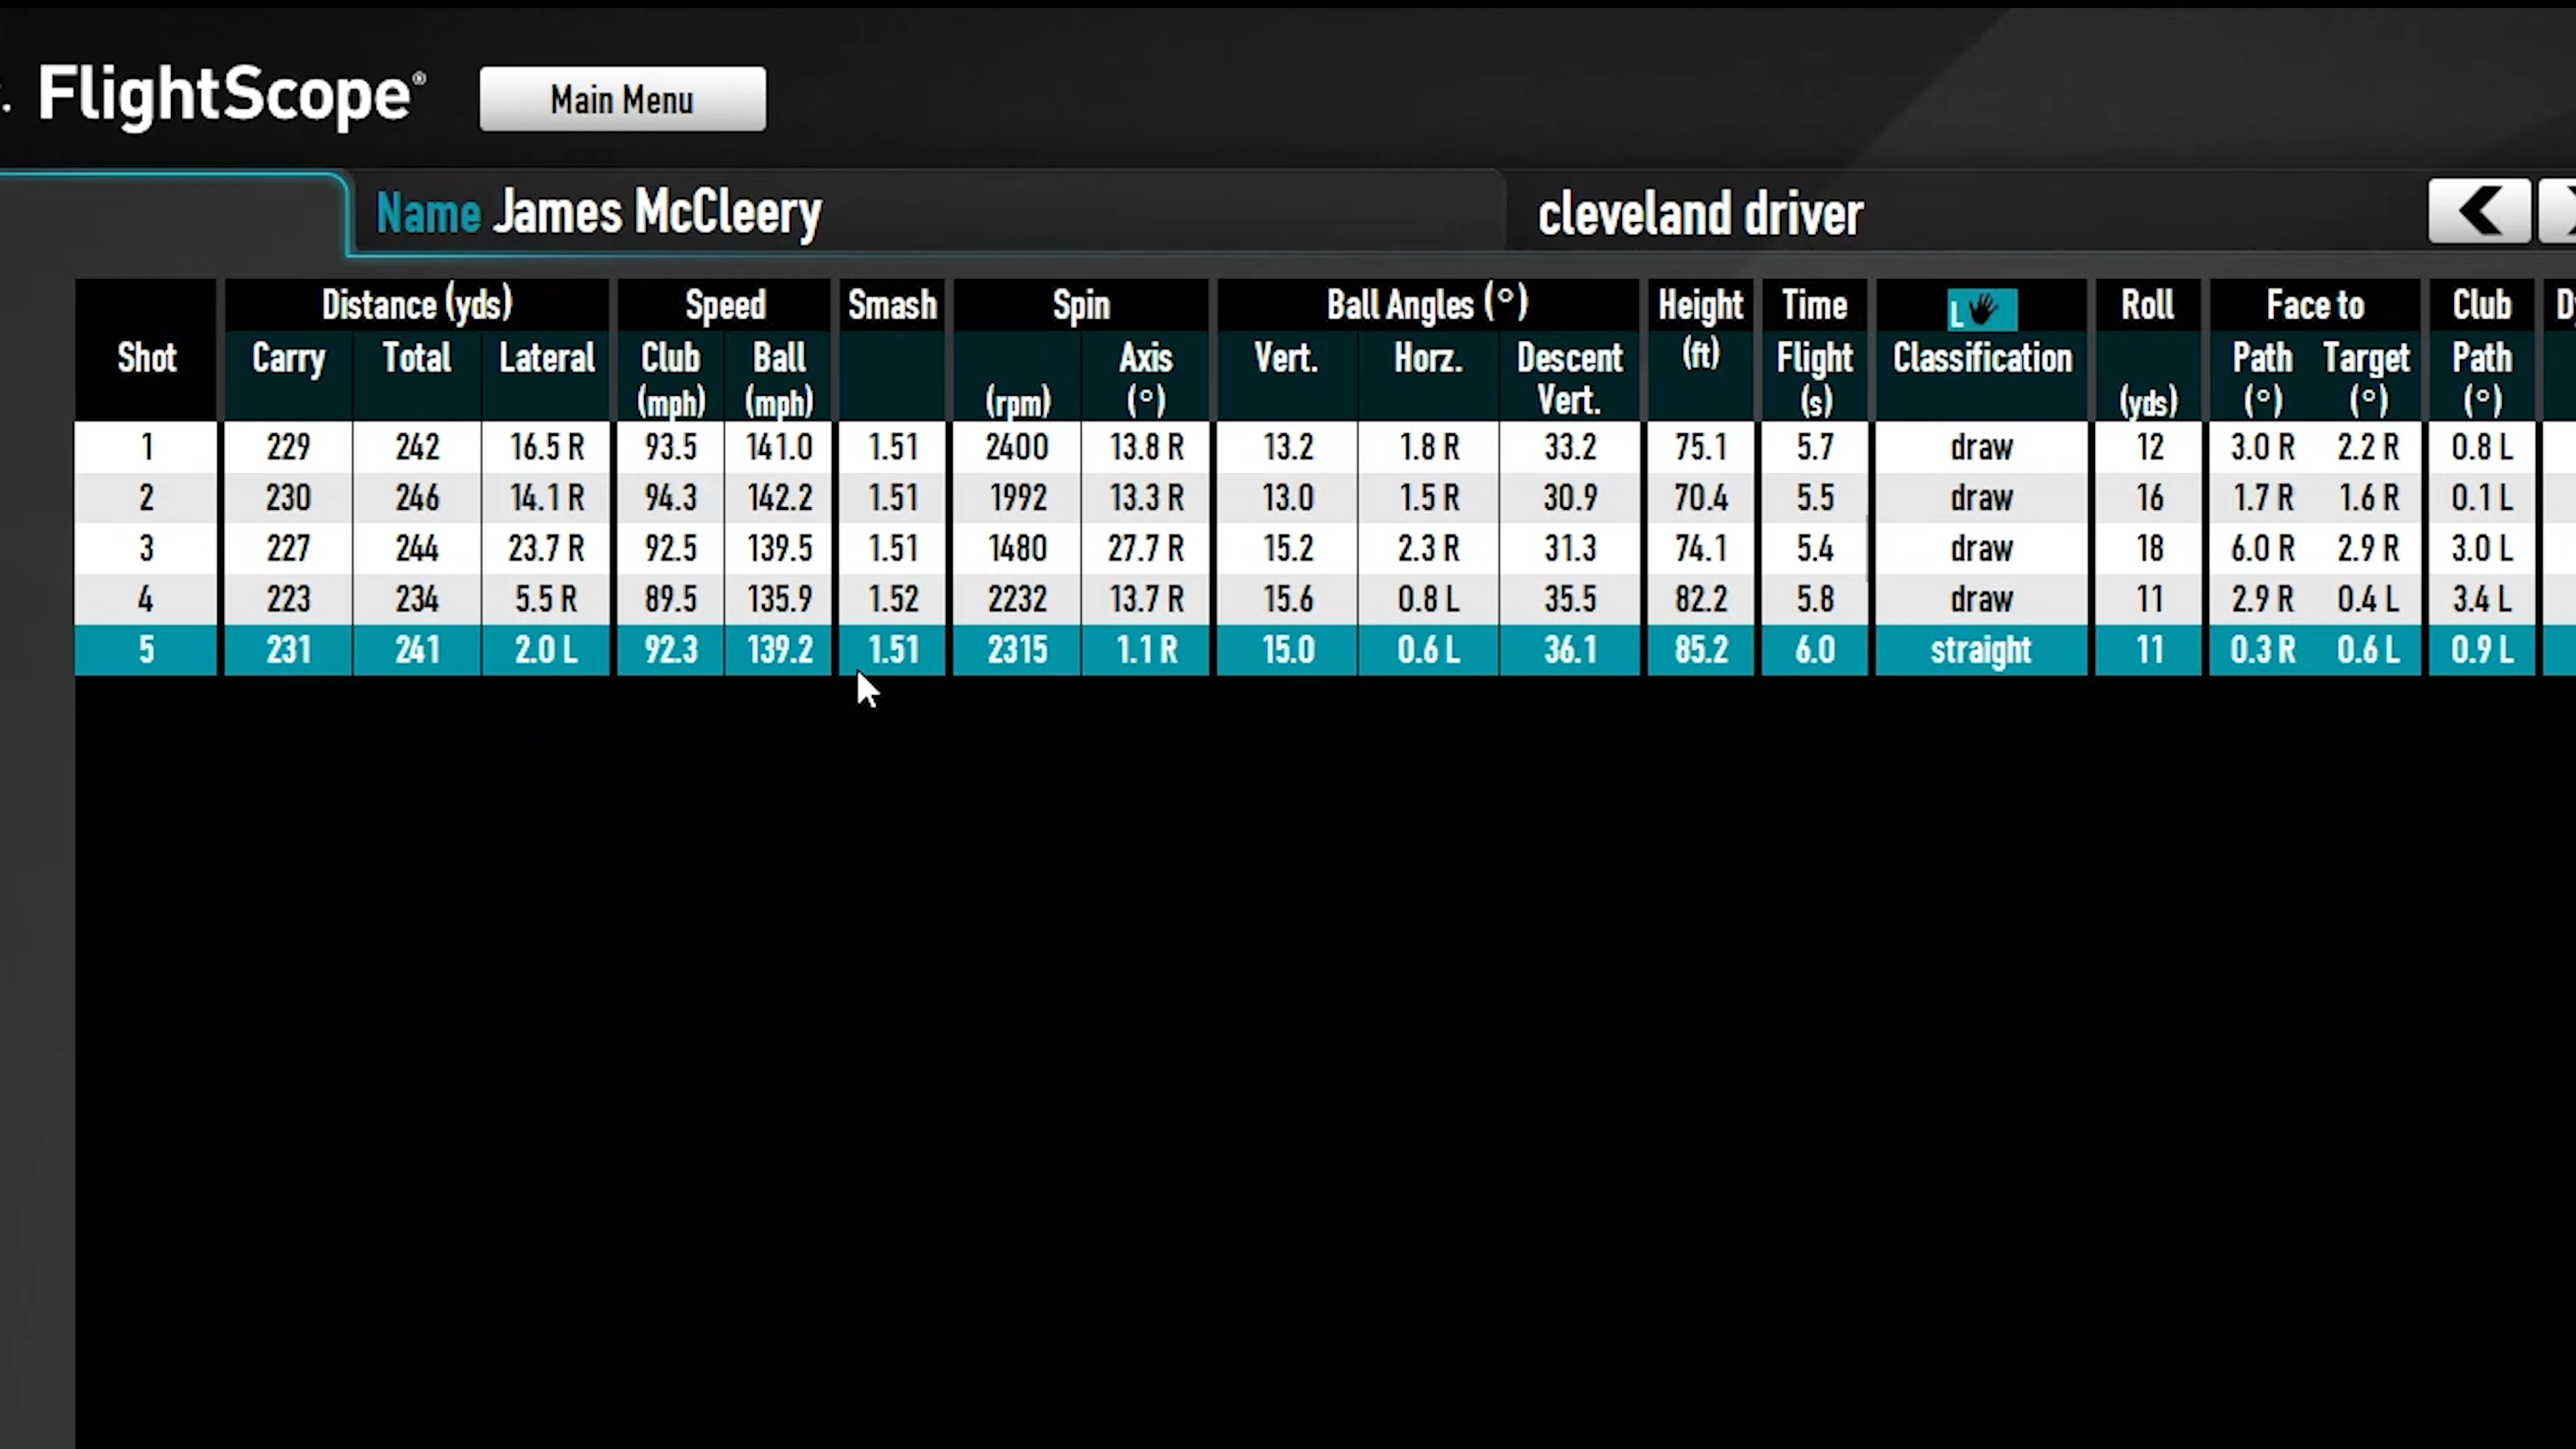 FlightScope®
Main Menu
Name James McCleery
cleveland driver
Distance (yds) Speed Smash Spin Ball Angles (°) Height Time L Roll Face to Club
Shot Carry Total Lateral Club Ball Axis Vert. Horz. Descent (ft) Flight Classification Path Target Path
(mph) (mph) (rpm) (°) Vert. (s) (yds) (°) (°) (°)
1 229 242 16.5 R 93.5 141.0 1.51 2400 13.8 R 13.2 1.8 R 33.2 75.1 5.7 draw 12 3.0 R 2.2 R 0.8 L
2 230 246 14.1 R 94.3 142.2 1.51 1992 13.3 R 13.0 1.5 R 30.9 70.4 5.5 draw 16 1.7 R 1.6 R 0.1 L
3 227 244 23.7 R 92.5 139.5 1.51 1480 27.7 R 15.2 2.3 R 31.3 74.1 5.4 draw 18 6.0 R 2.9 R 3.0 L
4 223 234 5.5 R 89.5 135.9 1.52 2232 13.7 R 15.6 0.8 L 35.5 82.2 5.8 draw 11 2.9 R 0.4 L 3.4 L
5 231 241 2.0 L 92.3 139.2 1.51 2315 1.1 R 15.0 0.6 L 36.1 85.2 6.0 straight 11 0.3 R 0.6 L 0.9 L